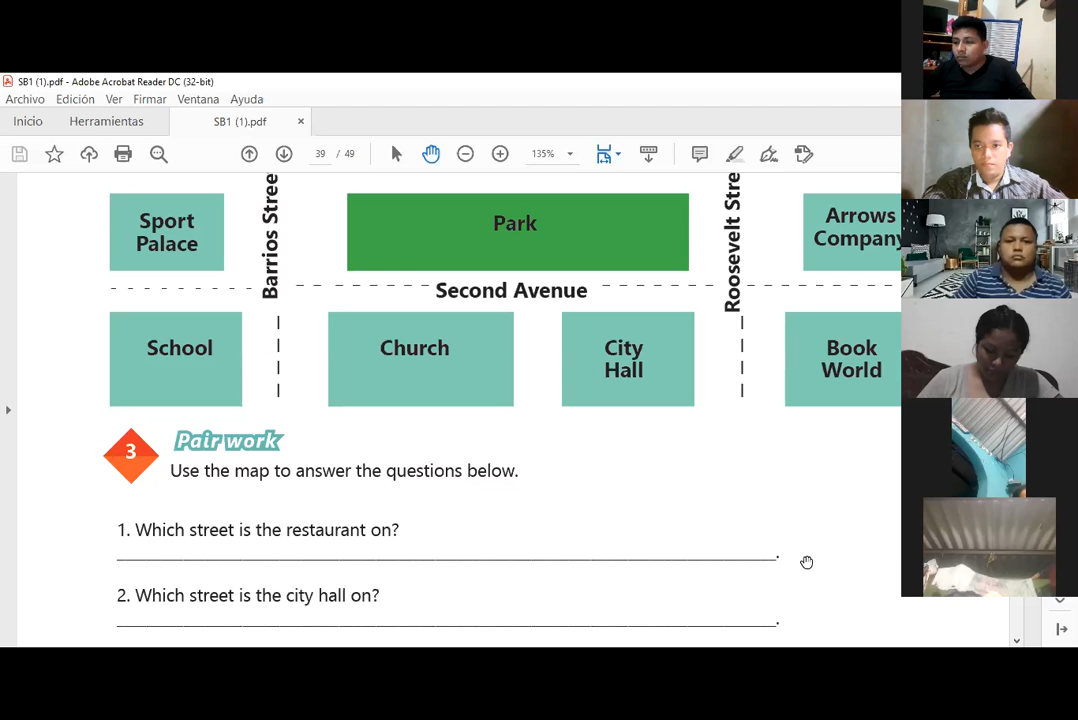 SB1 (1).pdf - Adobe Acrobat Reader DC (32-bit)
Archivo Edición Ver Firmar Ventana Ayuda
Inicio Herramientas SB1 (1).pdf ×
39 / 49 135%
Sport
Palace
Barrios Stree
Park
Roosevelt Stre
Arrows
Company
Second Avenue
School
Church
City
Hall
Book
World
3 Pair work
Use the map to answer the questions below.
1. Which street is the restaurant on?
2. Which street is the city hall on?